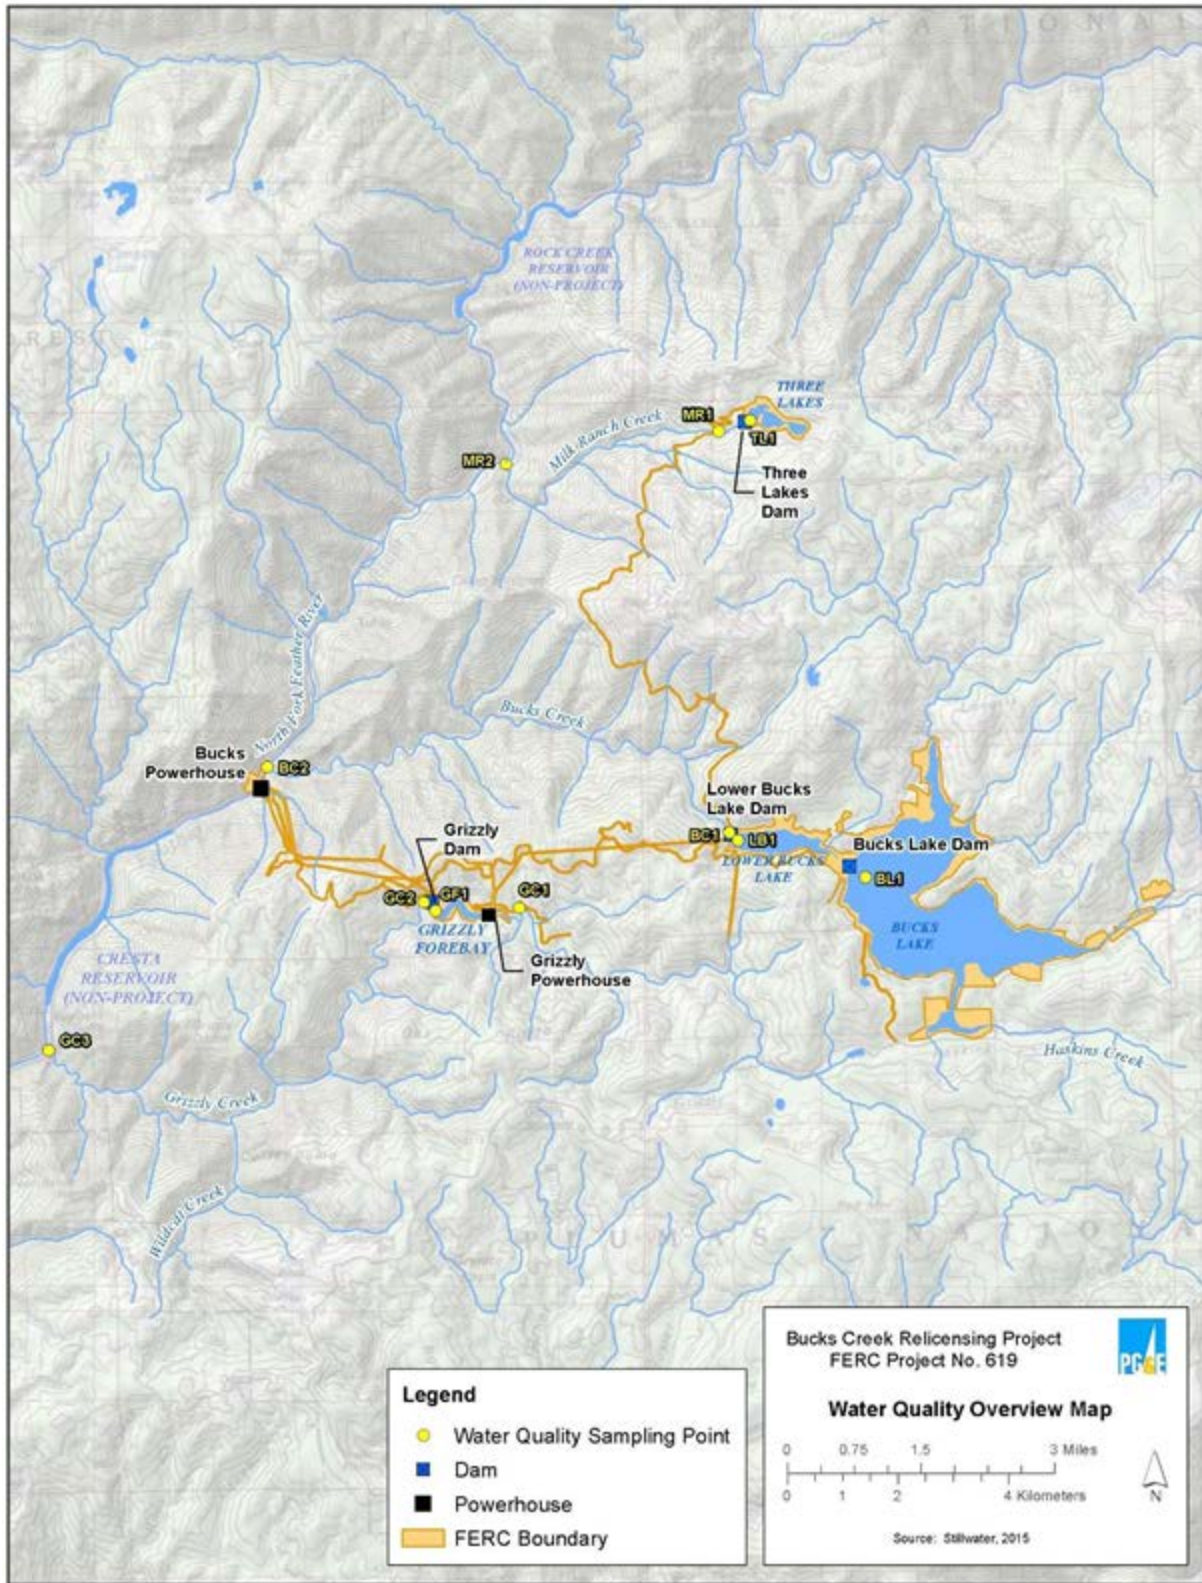 ATIONAL
ROCK CREEK
RESERVOIR
(NON-PROJECT)
THREE
LAKES
MR1
TL1
Milk Ranch Creek
MR2
Three
Lakes
Dam
North Fork Feather River
Bucks Creek
Bucks
Powerhouse
BC2
Lower Bucks
Lake Dam
BC1
LB1
LOWER BUCKS
LAKE
Bucks Lake Dam
BL1
BUCKS
LAKE
Grizzly
Dam
GC2
GF1
GC1
GRIZZLY
FOREBAY
Grizzly
Powerhouse
CRESTA
RESERVOIR
(NON-PROJECT)
GC3
Haskins Creek
Grizzly Creek
Wildcat Creek
PLUMAS NATIONA
Legend
Water Quality Sampling Point
Dam
Powerhouse
FERC Boundary
Bucks Creek Relicensing Project
FERC Project No. 619
PG&E
Water Quality Overview Map
0 0.75 1.5 3 Miles
0 1 2 4 Kilometers
N
Source: Stillwater, 2015